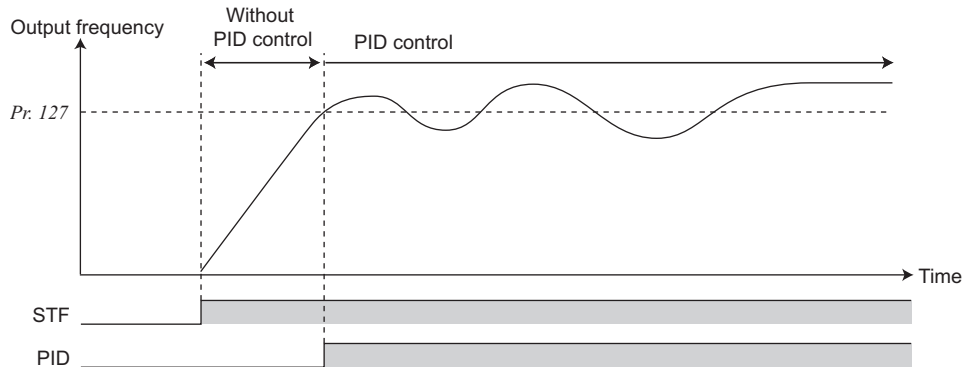 Without
Output frequency
PID control
PID control
Pr. 127
Time
STF
PID